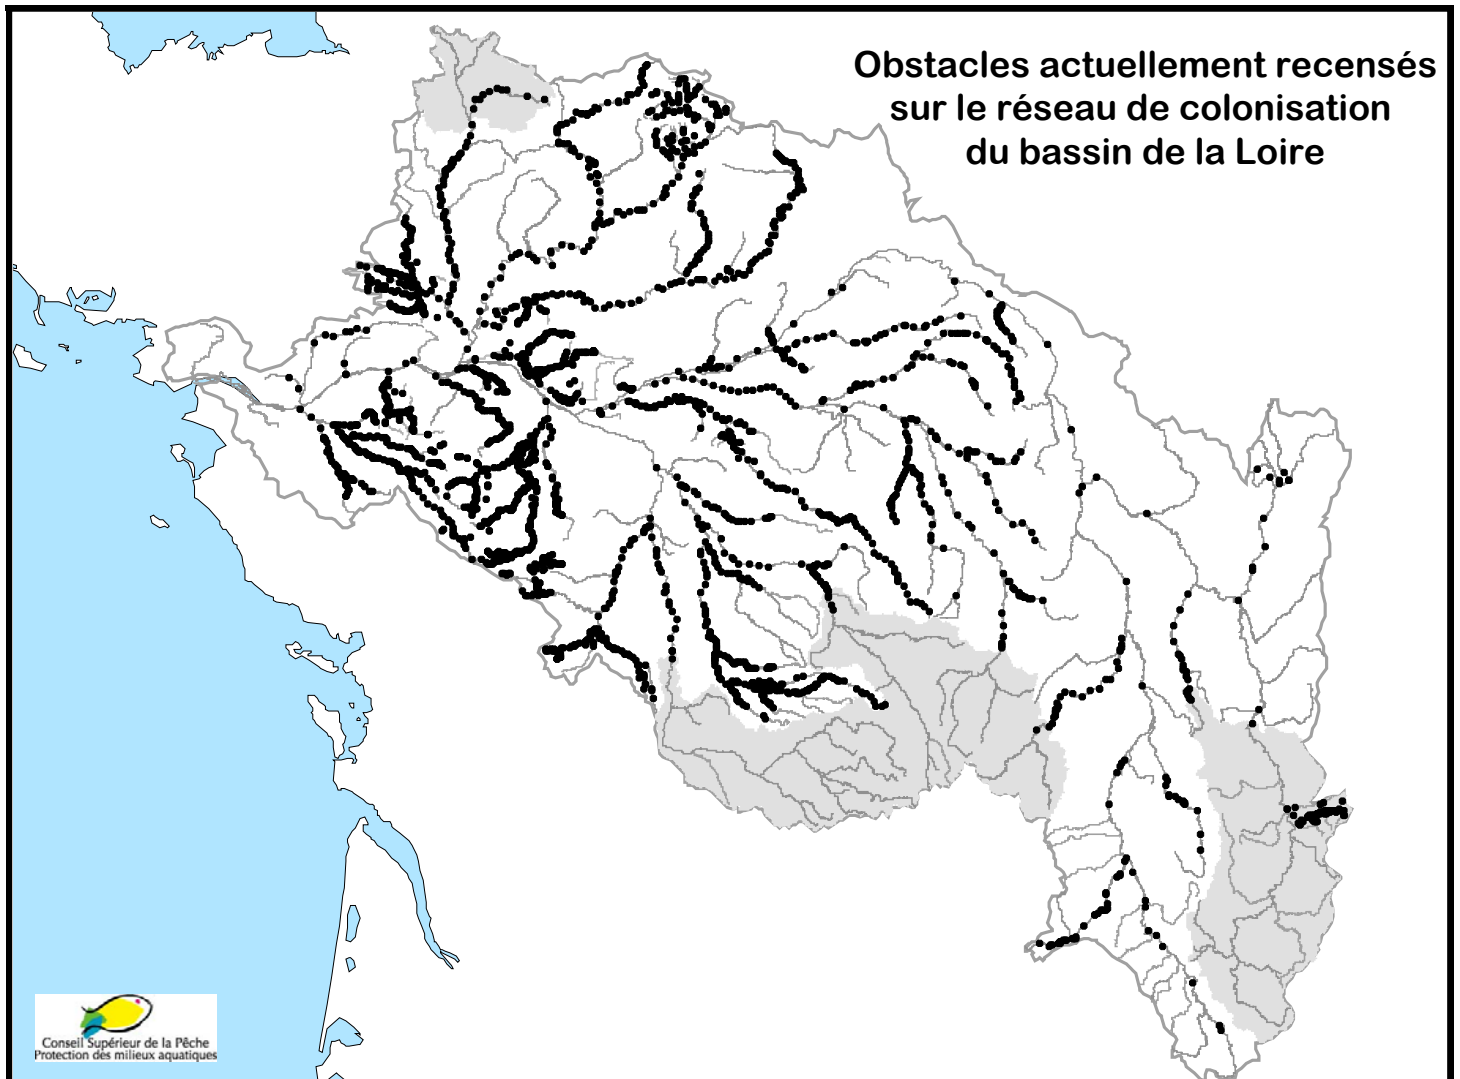 Obstacles actuellement recensés
sur le réseau de colonisation
du bassin de la Loire
Conseil Supérieur de la Pêche
Protection des milieux aquatiques